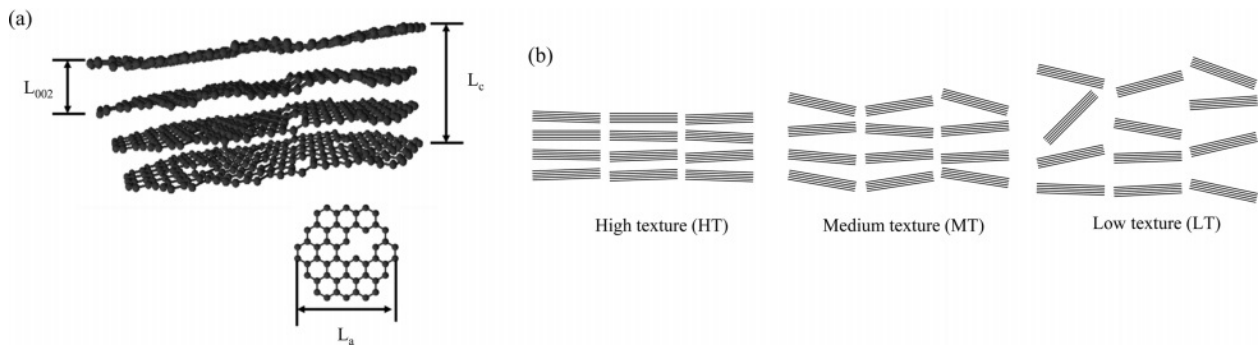 (a)
L002
Lc
La
(b)
High texture (HT)
Medium texture (MT)
Low texture (LT)